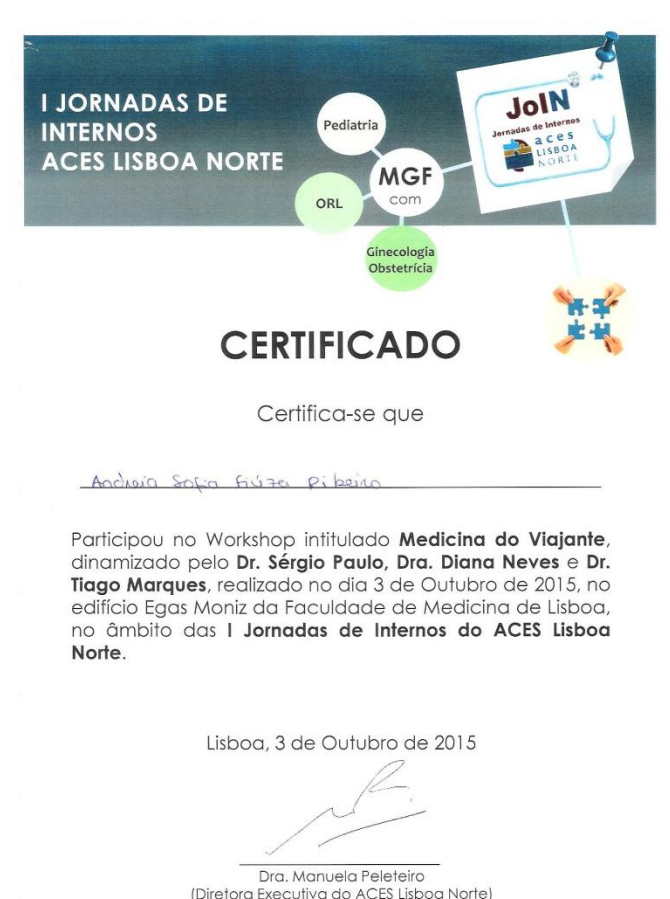 I JORNADAS DE
INTERNOS
ACES LISBOA NORTE
Pediatria
MGF
com
ORL
Ginecologia
Obstetrícia
JoIN
Jornadas de Internos
aces
LISBOA
NORTE
CERTIFICADO
Certifica-se que
Andreia Sofia Fiúza Ribeiro
Participou no Workshop intitulado Medicina do Viajante,
dinamizado pelo Dr. Sérgio Paulo, Dra. Diana Neves e Dr.
Tiago Marques, realizado no dia 3 de Outubro de 2015, no
edifício Egas Moniz da Faculdade de Medicina de Lisboa,
no âmbito das I Jornadas de Internos do ACES Lisboa
Norte.
Lisboa, 3 de Outubro de 2015
Dra. Manuela Peleteiro
(Diretora Executiva do ACES Lisboa Norte)